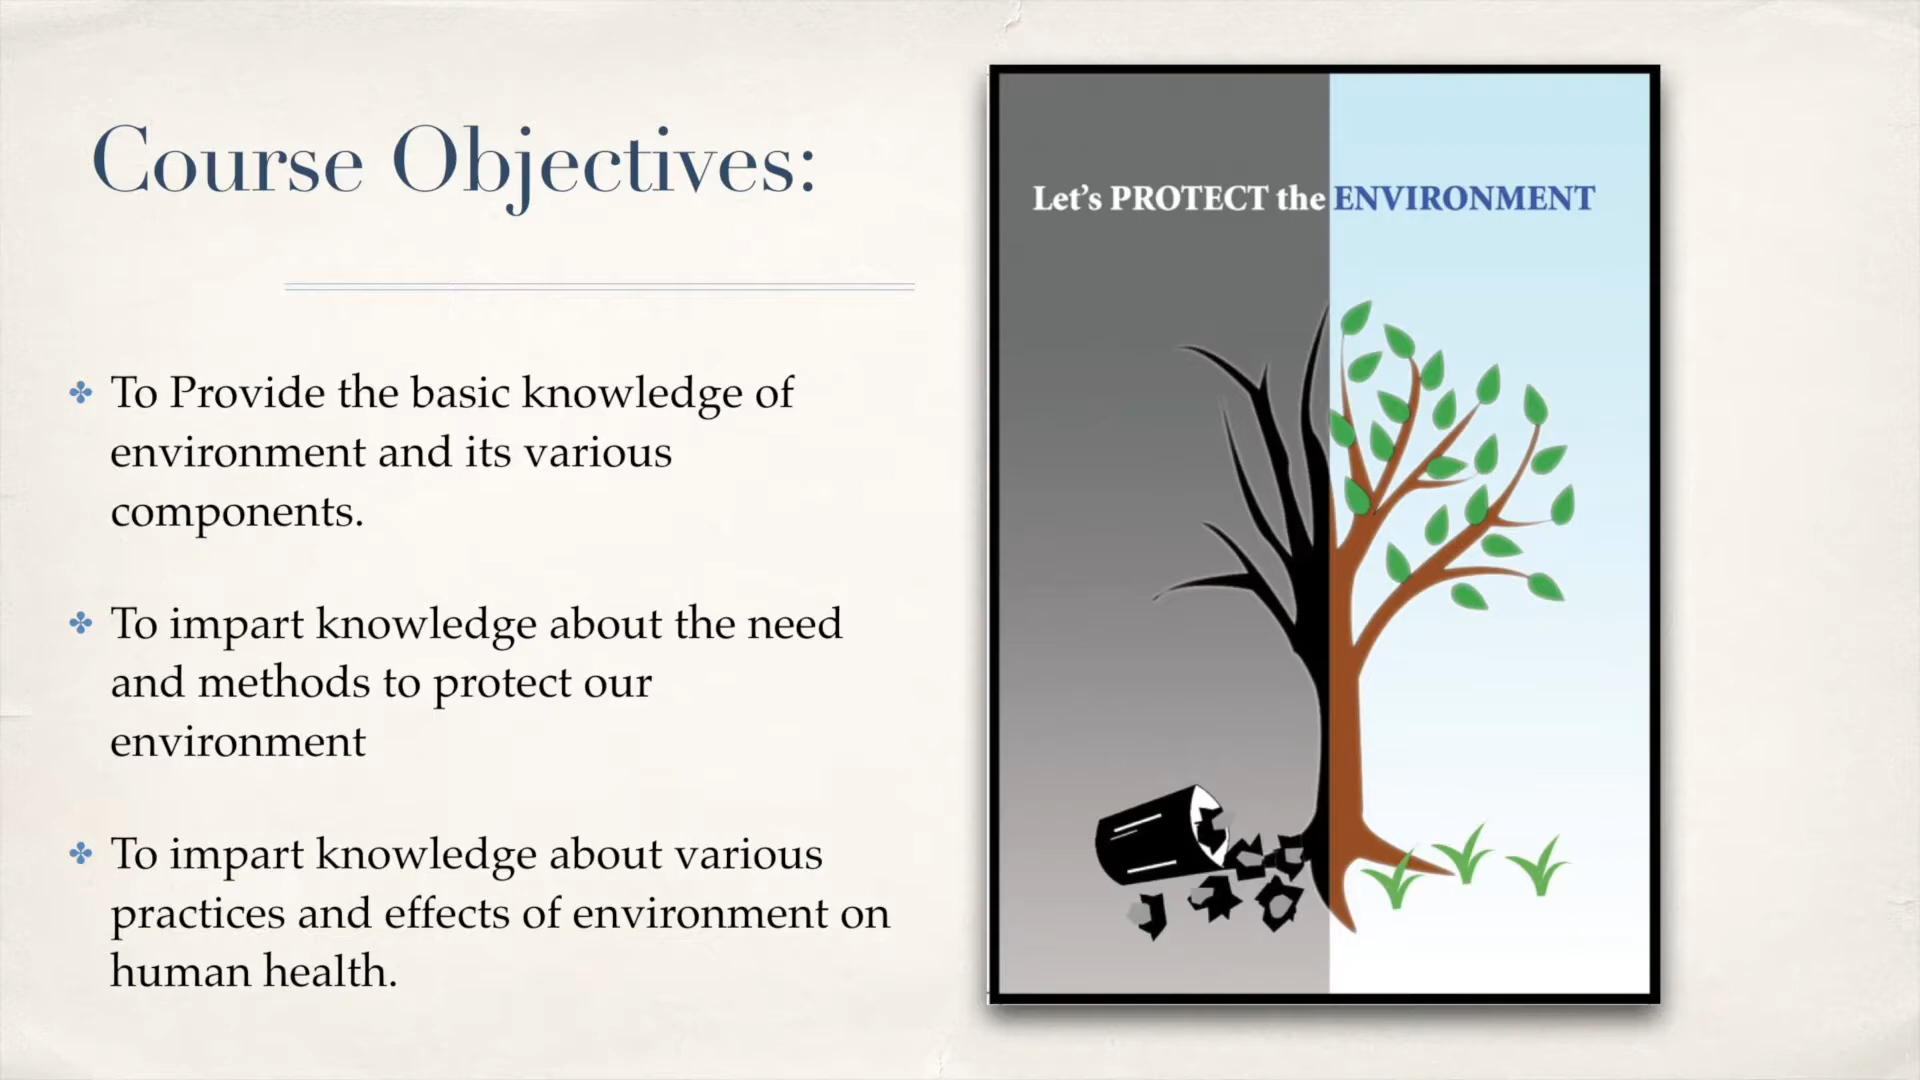 Course Objectives:
To Provide the basic knowledge of
environment and its various
components.
To impart knowledge about the need
and methods to protect our
environment
To impart knowledge about various
practices and effects of environment on
human health.
Let's PROTECT the ENVIRONMENT